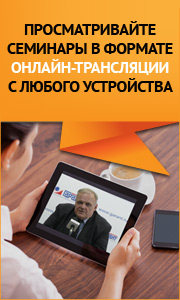 ПРОСМАТРИВАЙТЕ
СЕМИНАРЫ В ФОРМАТЕ
ОНЛАЙН-ТРАНСЛЯЦИИ
С ЛЮБОГО УСТРОЙСТВА